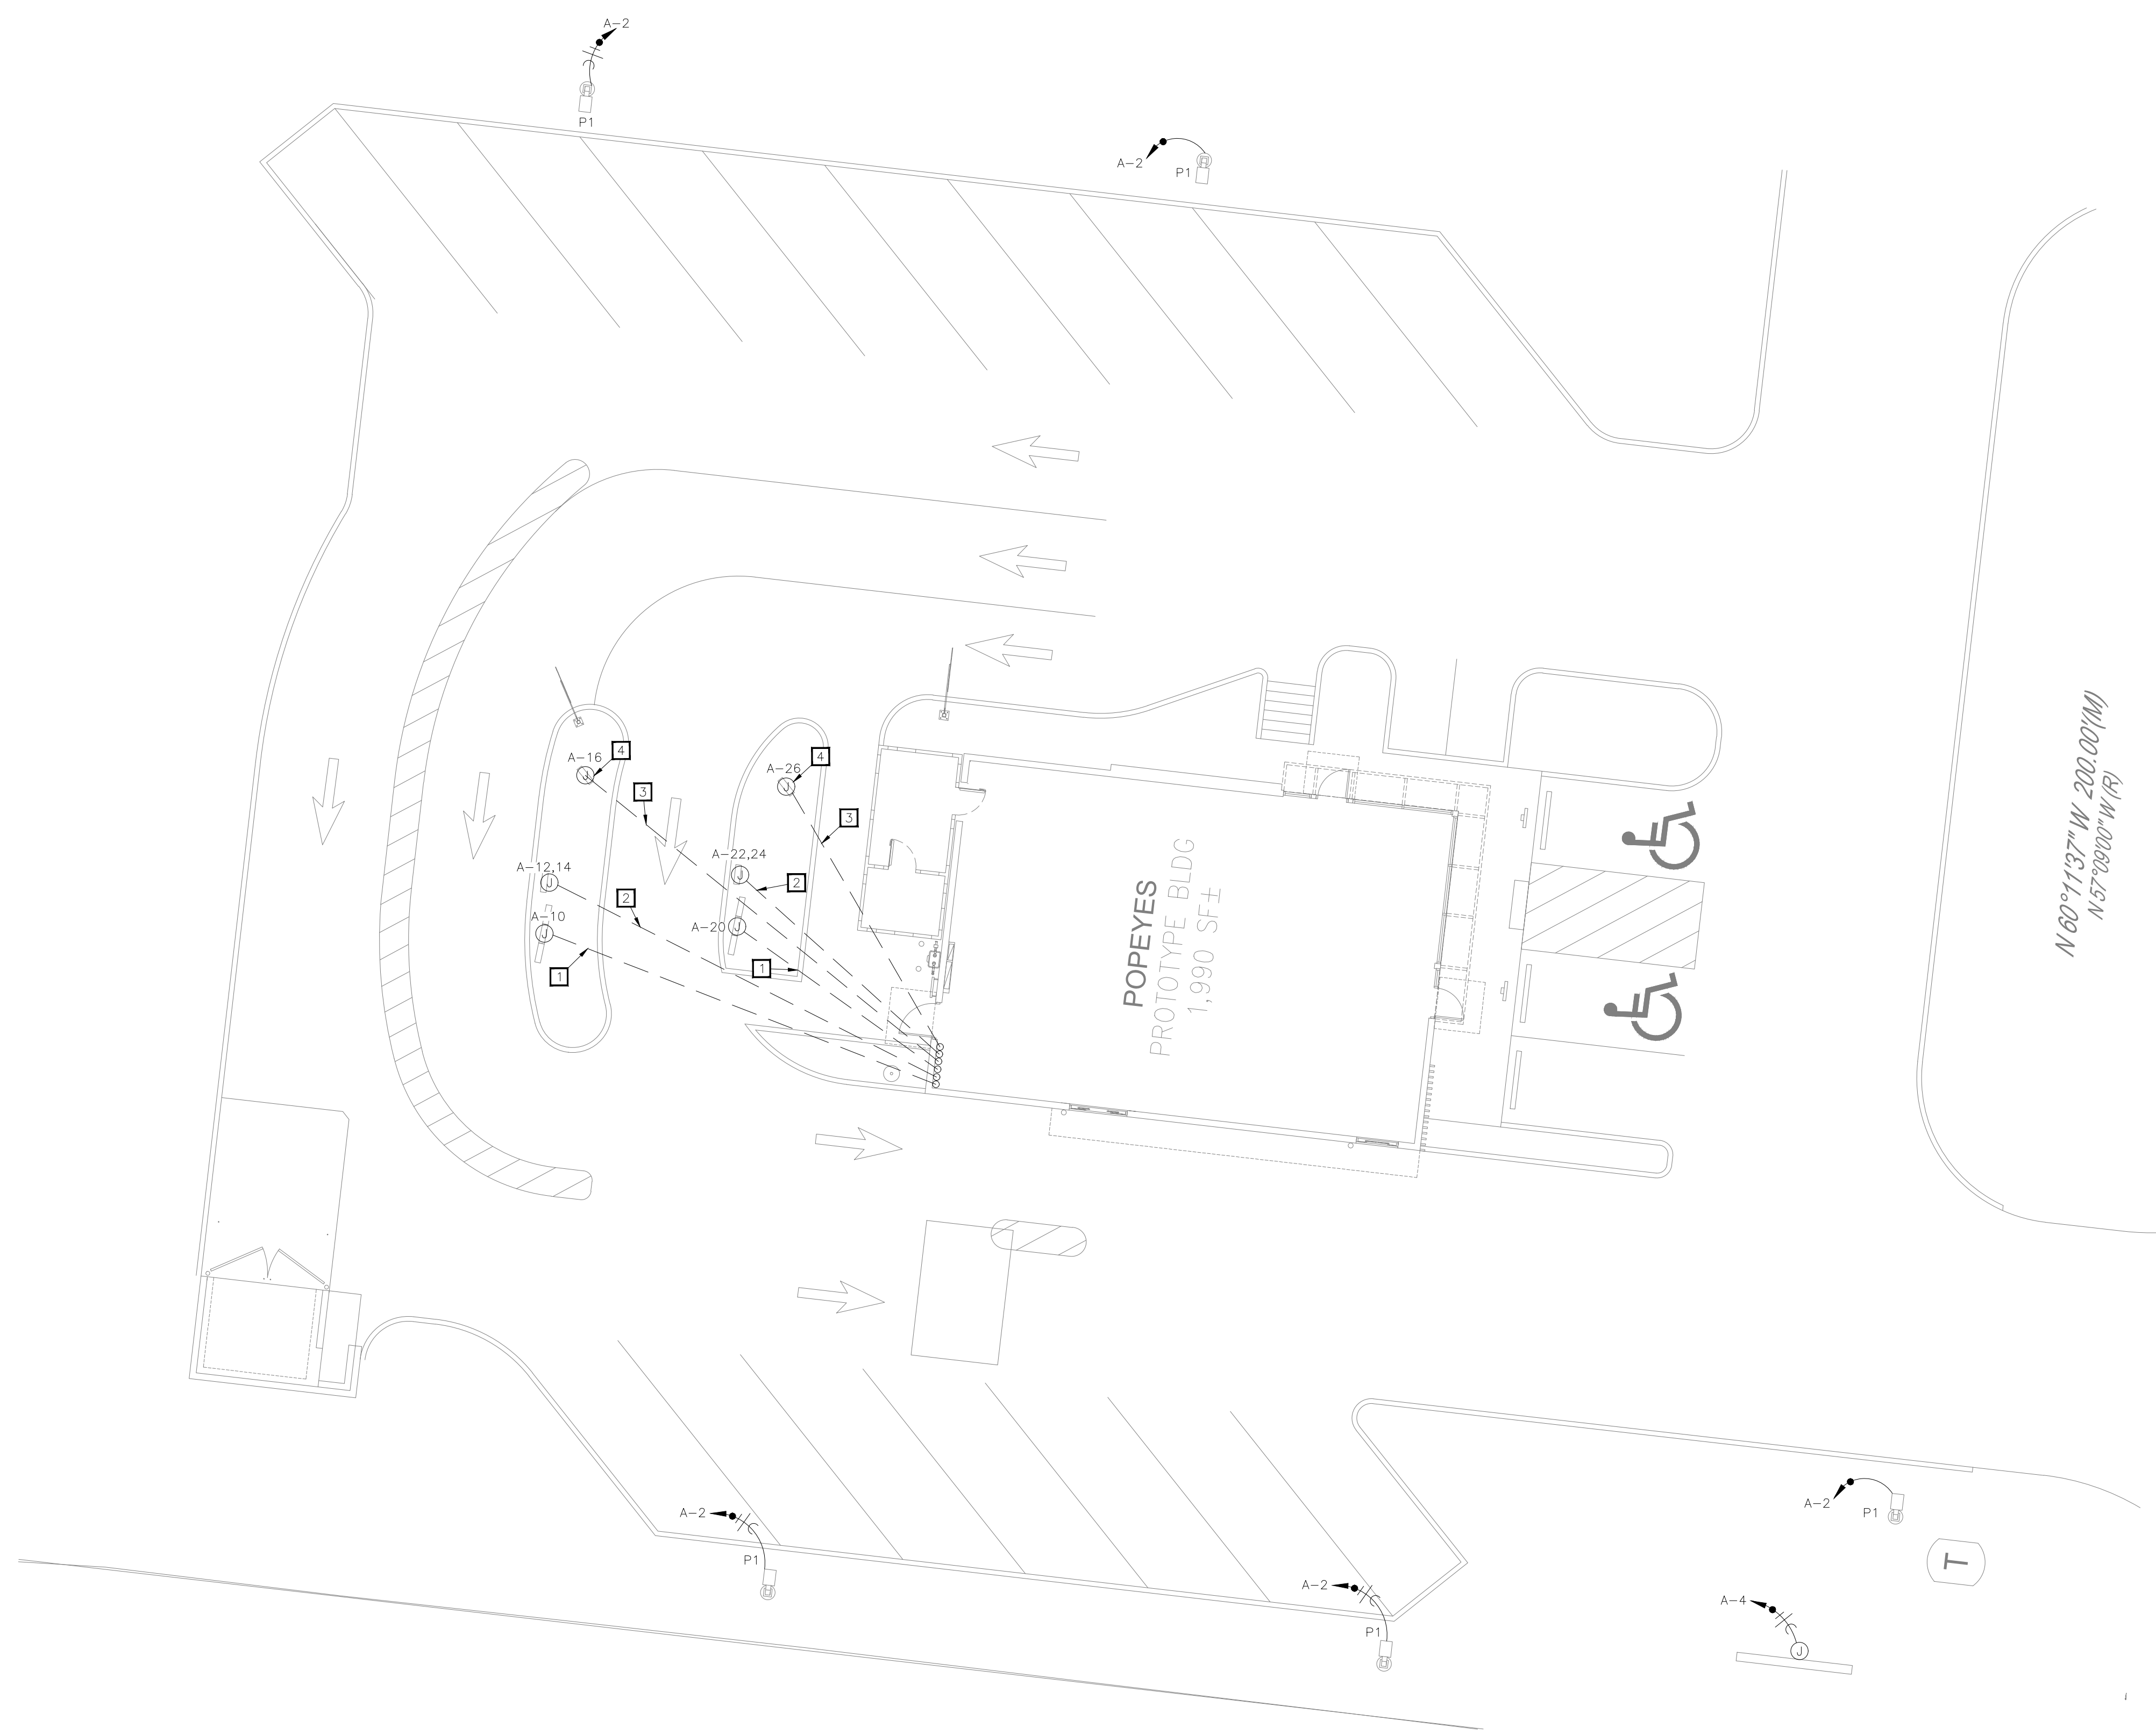 A-2
P1
A-2
P1
A-16
4
A-26
4
3
3
A-12,14
J
J
J
A-22,24
J
2
2
A-10
J
A-20
J
1
1
POPEYES
PROTOTYPE BLDG
1,990 SF±
N 60°11'37" W 200.00'(M)
N 57°09'00" W (R)
A-2
P1
A-2
P1
A-2
P1
T
A-4
J